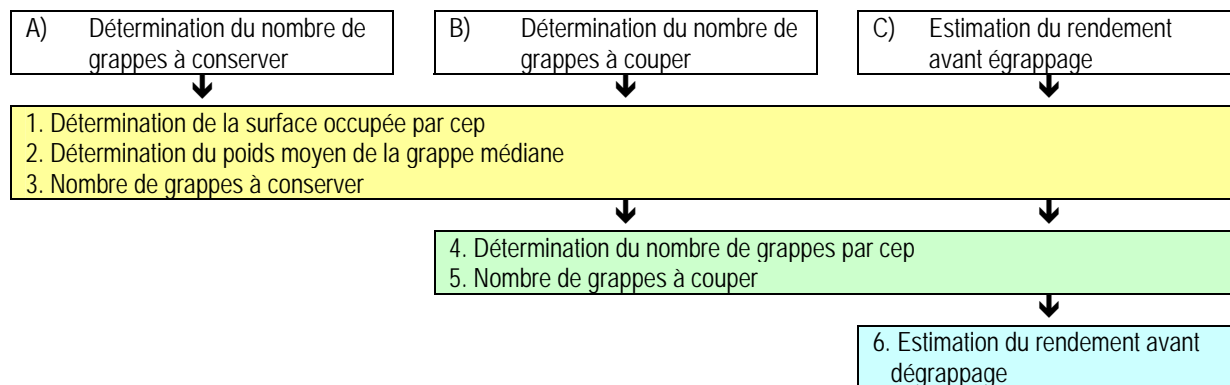 A) Détermination du nombre de
grappes à conserver
B) Détermination du nombre de
grappes à couper
C) Estimation du rendement
avant égrappage
1. Détermination de la surface occupée par cep
2. Détermination du poids moyen de la grappe médiane
3. Nombre de grappes à conserver
4. Détermination du nombre de grappes par cep
5. Nombre de grappes à couper
6. Estimation du rendement avant
dégrappage